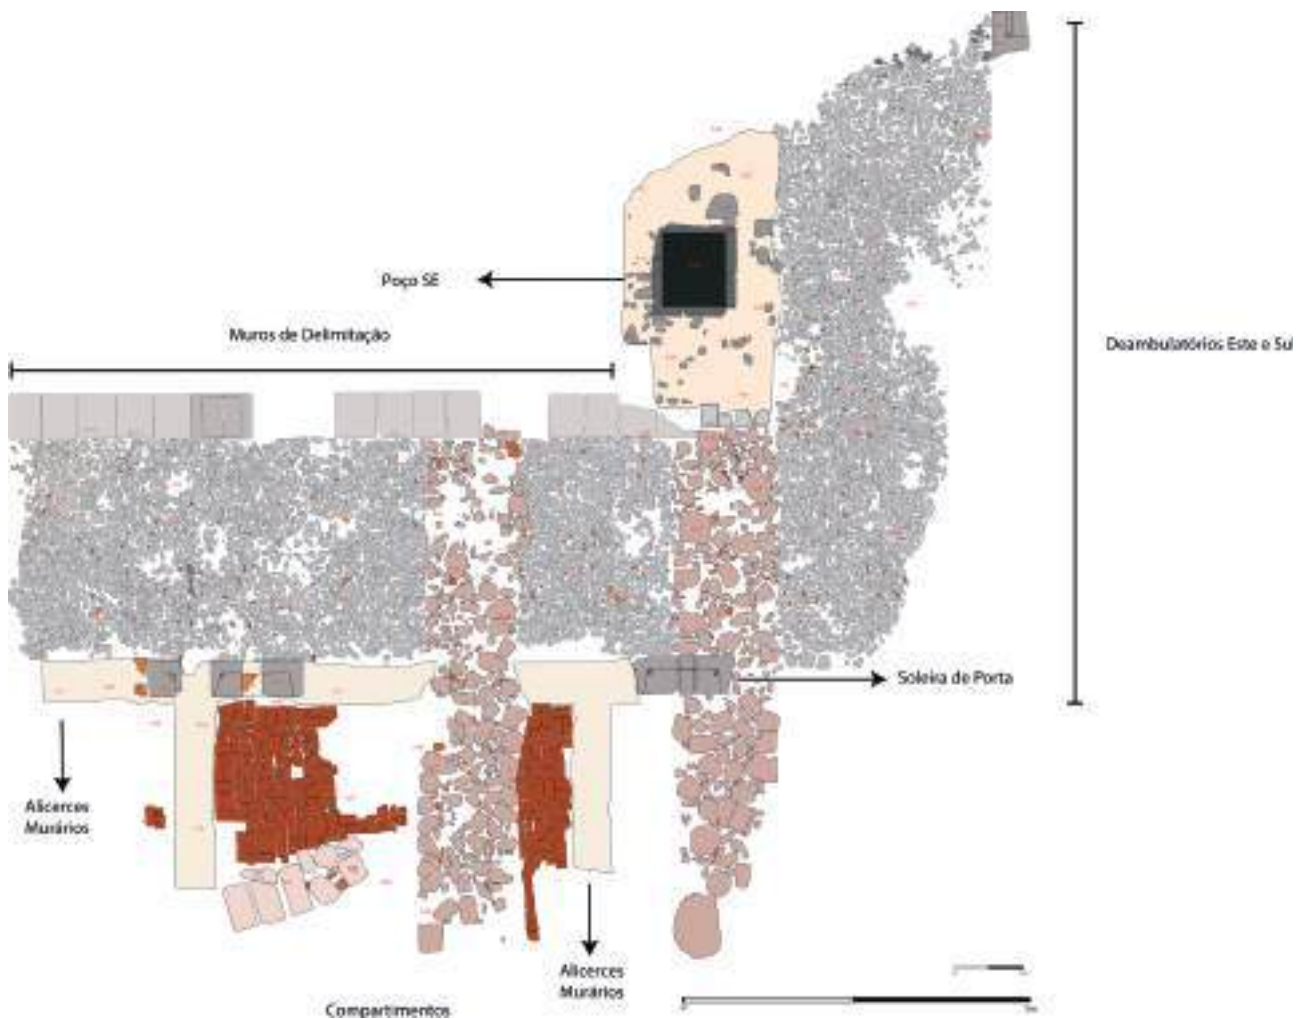 Poço SE
Muros de Delimitação
Deambulatórios Este e Sul
Soleira de Porta
Alicerces
Murários
Alicerces
Murários
Compartimentos